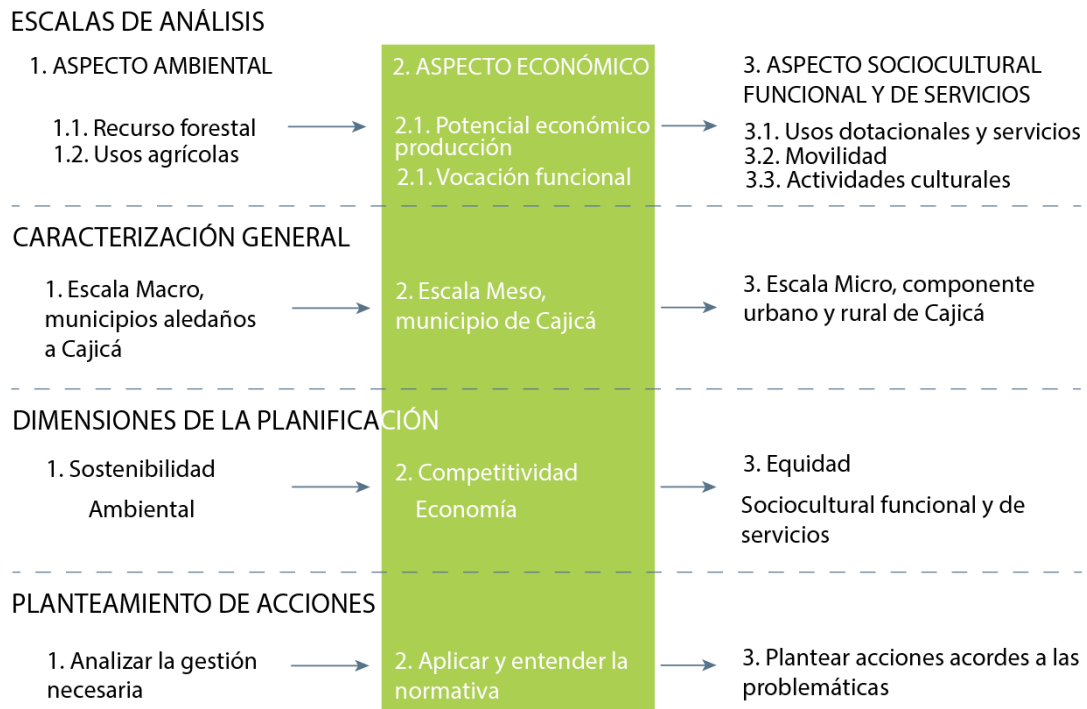 ESCALAS DE ANÁLISIS
1. ASPECTO AMBIENTAL
1.1. Recurso forestal
1.2. Usos agrícolas
2. ASPECTO ECONÓMICO
2.1. Potencial económico
producción
2.1. Vocación funcional
3. ASPECTO SOCIOCULTURAL
FUNCIONAL Y DE SERVICIOS
3.1. Usos dotacionales y servicios
3.2. Movilidad
3.3. Actividades culturales
CARACTERIZACIÓN GENERAL
1. Escala Macro,
municipios aledaños
a Cajicá
2. Escala Meso,
municipio de Cajicá
3. Escala Micro, componente
urbano y rural de Cajicá
DIMENSIONES DE LA PLANIFICACIÓN
1. Sostenibilidad
Ambiental
2. Competitividad
Economía
3. Equidad
Sociocultural funcional y de
servicios
PLANTEAMIENTO DE ACCIONES
1. Analizar la gestión
necesaria
2. Aplicar y entender la
normativa
3. Plantear acciones acordes a las
problemáticas